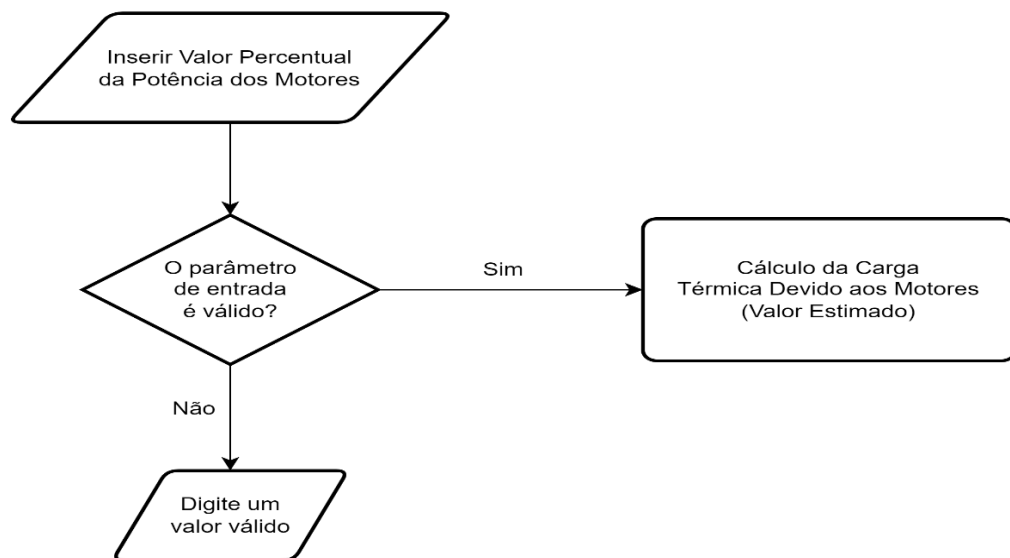 Inserir Valor Percentual
da Potência dos Motores
O parâmetro
de entrada
é válido?
Sim
Cálculo da Carga
Térmica Devido aos Motores
(Valor Estimado)
Não
Digite um
valor válido